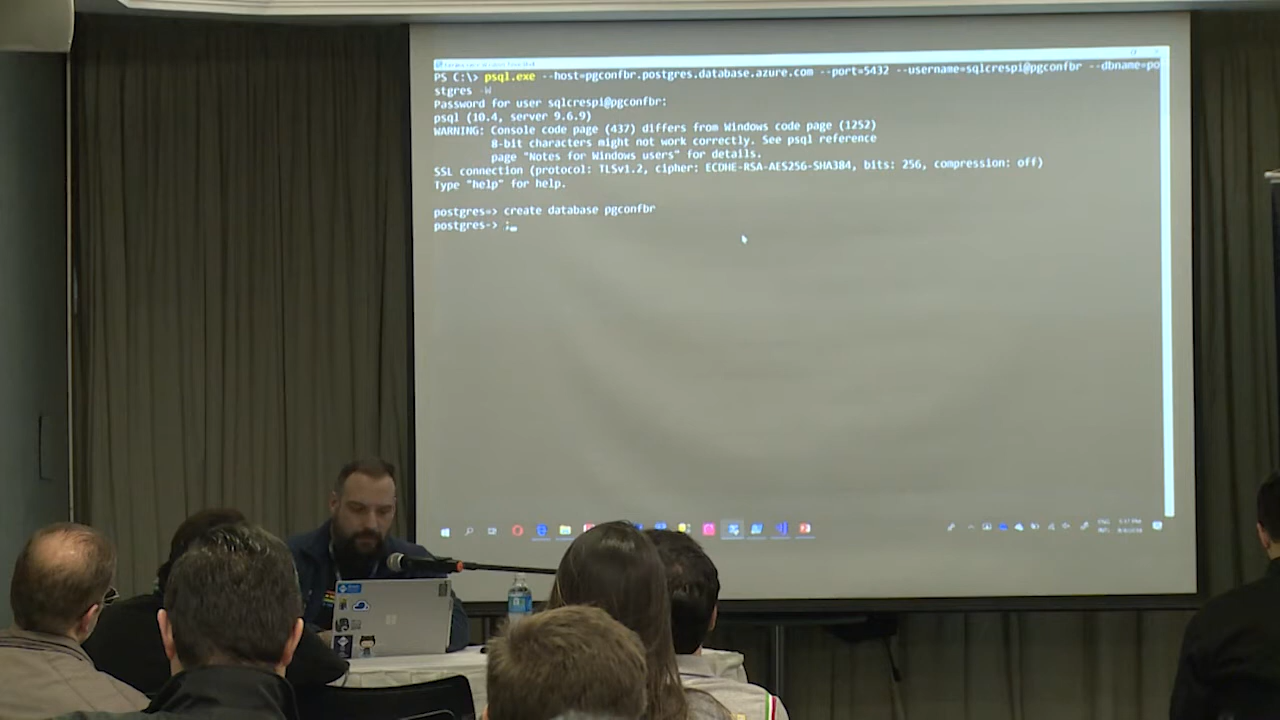 PS C:\> psql.exe --host=pgconfbr.postgres.database.azure.com --port=5432 --username=sqlcrespi@pgconfbr --dbname=po
stgres -W
Password for user sqlcrespi@pgconfbr:
psql (10.4, server 9.6.9)
WARNING: Console code page (437) differs from Windows code page (1252)
8-bit characters might not work correctly. See psql reference
page "Notes for Windows users" for details.
SSL connection (protocol: TLSv1.2, cipher: ECDHE-RSA-AES256-SHA384, bits: 256, compression: off)
Type "help" for help.
postgres=> create database pgconfbr
postgres-> ;_
ENG